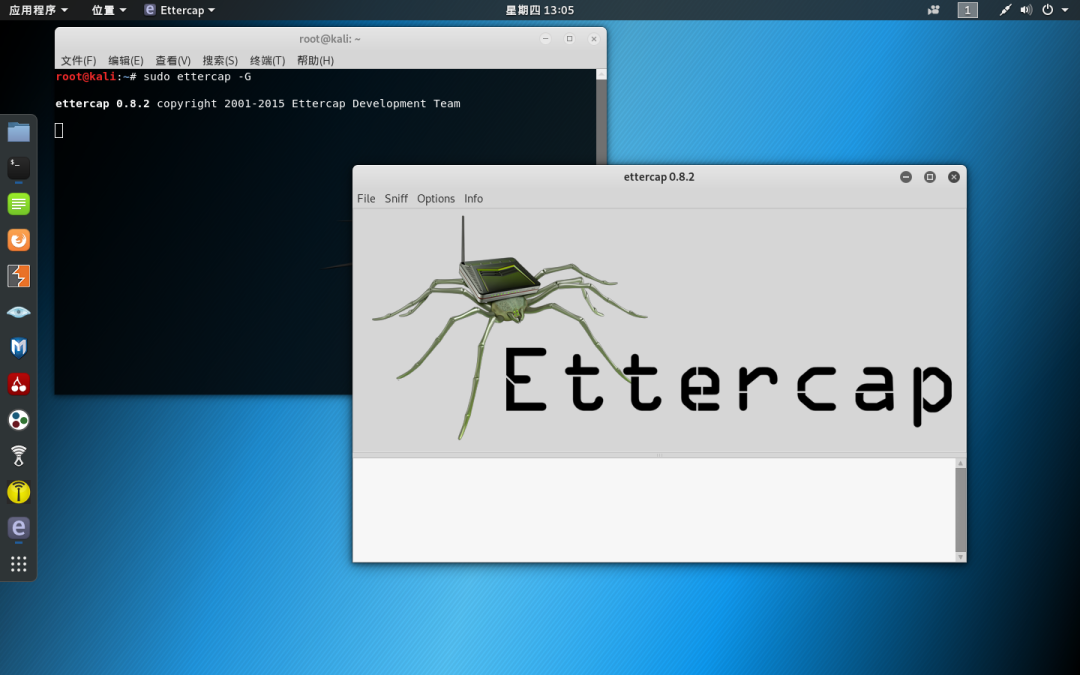 应用程序 位置 Ettercap 星期四 13:05 1
root@kali: ~
文件(F) 编辑(E) 查看(V) 搜索(S) 终端(T) 帮助(H)
root@kali:~# sudo ettercap -G
ettercap 0.8.2 copyright 2001-2015 Ettercap Development Team
ettercap 0.8.2
File Sniff Options Info
Ettercap